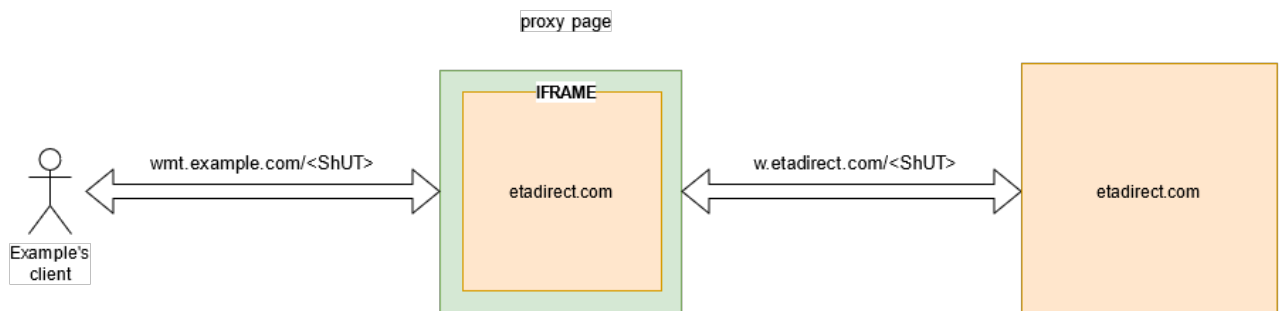 proxy page
IFRAME
wmt.example.com/<ShUT>
w.etadirect.com/<ShUT>
etadirect.com
etadirect.com
Example's
client